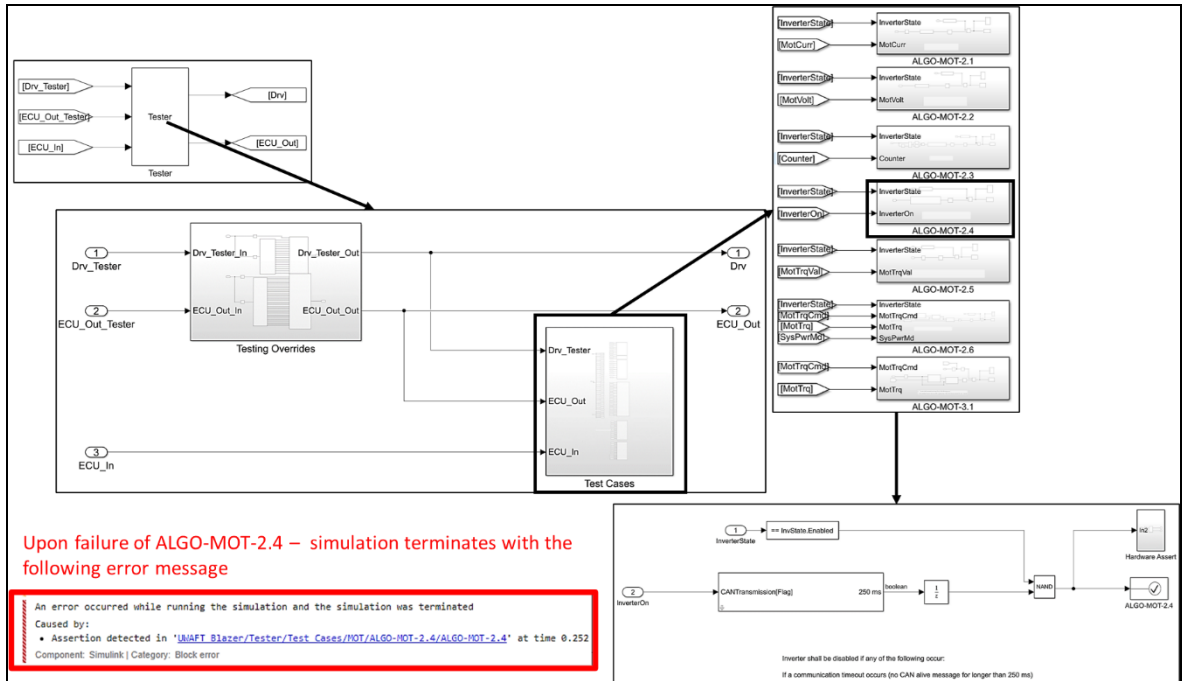 [Drv_Tester]
[ECU_Out_Tester]
[ECU_In]
Tester
[Drv]
[ECU_Out]
Tester
1
Drv_Tester
2
ECU_Out_Tester
3
ECU_In
Drv_Tester_In
Drv_Tester_Out
ECU_Out_In
ECU_Out_Out
Testing Overrides
Drv_Tester
ECU_Out
ECU_In
Test Cases
1
Drv
2
ECU_Out
[InverterState]
InverterState
[MotCurr]
MotCurr
ALGO-MOT-2.1
[InverterState]
InverterState
[MotVolt]
MotVolt
ALGO-MOT-2.2
[InverterState]
InverterState
[Counter]
Counter
ALGO-MOT-2.3
[InverterState]
InverterState
[InverterOn]
InverterOn
ALGO-MOT-2.4
[InverterState]
InverterState
[MotTrqVal]
MotTrqVal
ALGO-MOT-2.5
[InverterState]
InverterState
[MotTrqCmd]
MotTrqCmd
[MotTrq]
MotTrq
[SysPwrMd]
SysPwrMd
ALGO-MOT-2.6
[MotTrqCmd]
MotTrqCmd
[MotTrq]
MotTrq
ALGO-MOT-3.1
Upon failure of ALGO-MOT-2.4 – simulation terminates with the
following error message
An error occurred while running the simulation and the simulation was terminated
Caused by:
• Assertion detected in 'UWAFT_Blazer/Tester/Test Cases/MOT/ALGO-MOT-2.4/ALGO-MOT-2.4' at time 0.252
Component: Simulink | Category: Block error
1
InverterState
== InvState.Enabled
2
InverterOn
CANTransmission[Flag]
250 ms
boolean
1
z
NAND
In2
Hardware Assert
ALGO-MOT-2.4
Inverter shall be disabled if any of the following occur:
If a communication timeout occurs (no CAN alive message for longer than 250 ms)